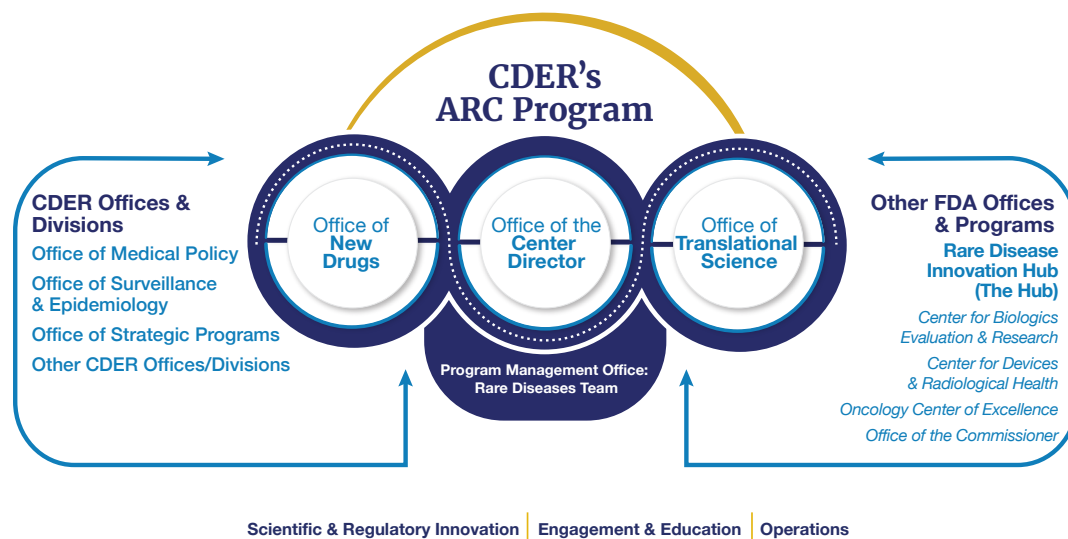 CDER’s
ARC Program
CDER Offices &
Divisions
Office of Medical Policy
Office of Surveillance
& Epidemiology
Office of Strategic Programs
Other CDER Offices/Divisions
Office of
New
Drugs
Office of the
Center
Director
Office of
Translational
Science
Program Management Office:
Rare Diseases Team
Other FDA Offices
& Programs
Rare Disease
Innovation Hub
(The Hub)
Center for Biologics
Evaluation & Research
Center for Devices
& Radiological Health
Oncology Center of Excellence
Office of the Commissioner
Scientific & Regulatory Innovation | Engagement & Education | Operations